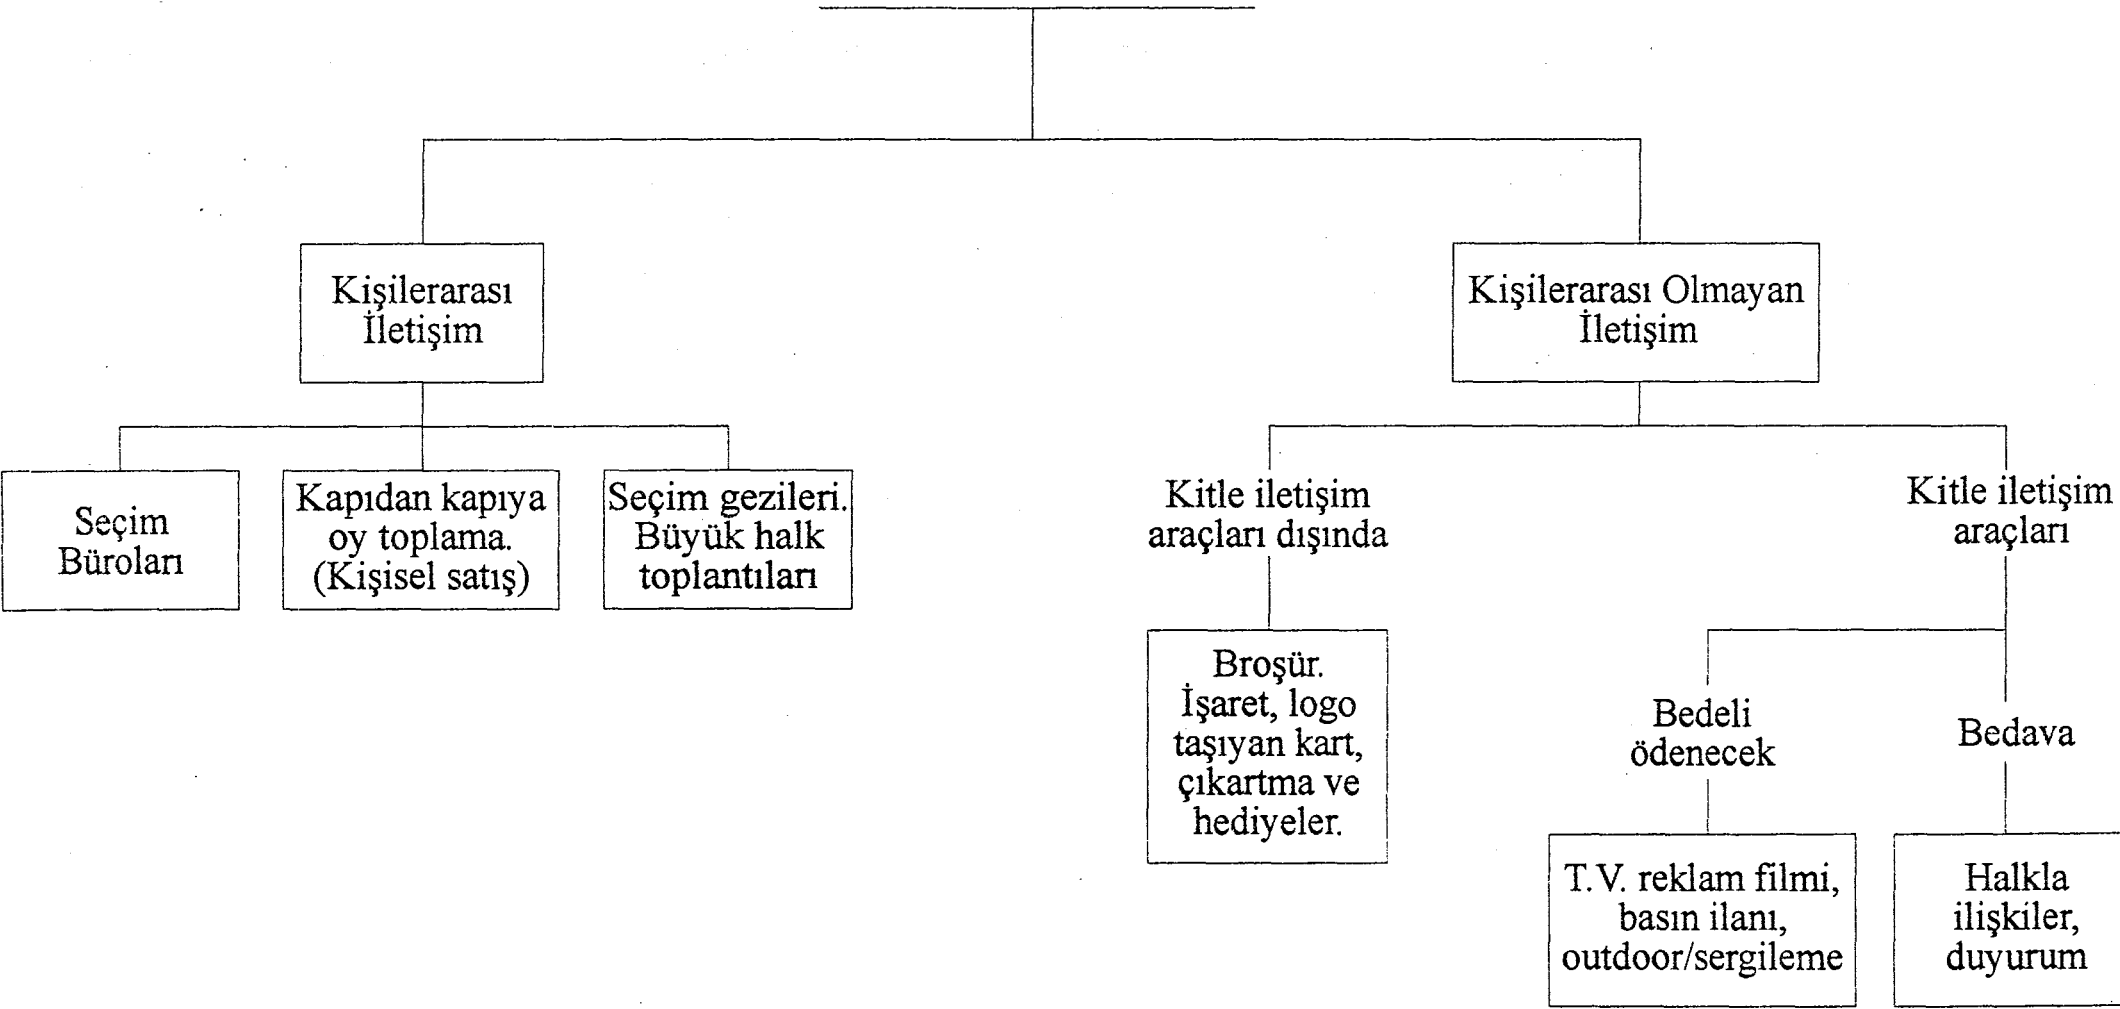 Kişilerarası
İletişim
Kişilerarası Olmayan
İletişim
Seçim
Büroları
Kapıdan kapıya
oy toplama.
(Kişisel satış)
Seçim gezileri.
Büyük halk
toplantıları
Kitle iletişim
araçları dışında
Kitle iletişim
araçları
Broşür.
İşaret, logo
taşıyan kart,
çıkartma ve
hediyeler.
Bedeli
ödenecek
Bedava
T.V. reklam filmi,
basın ilanı,
outdoor/sergileme
Halkla
ilişkiler,
duyurum